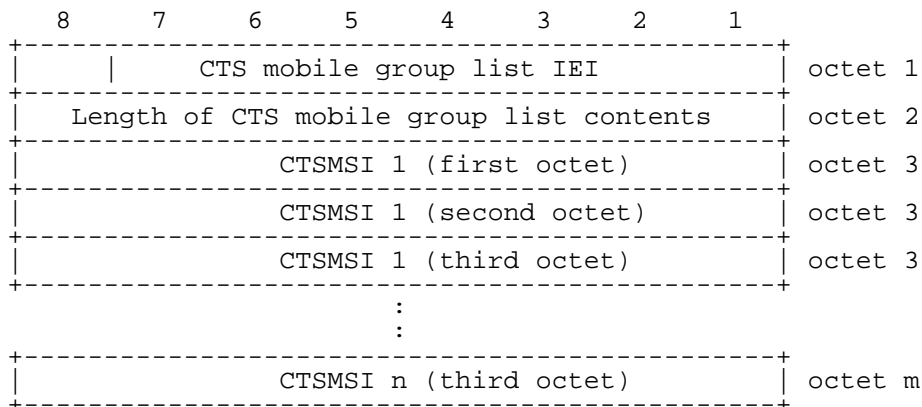 8 7 6 5 4 3 2 1
CTS mobile group list IEI octet 1
Length of CTS mobile group list contents octet 2
CTSMSI 1 (first octet) octet 3
CTSMSI 1 (second octet) octet 3
CTSMSI 1 (third octet) octet 3
:
:
CTSMSI n (third octet) octet m